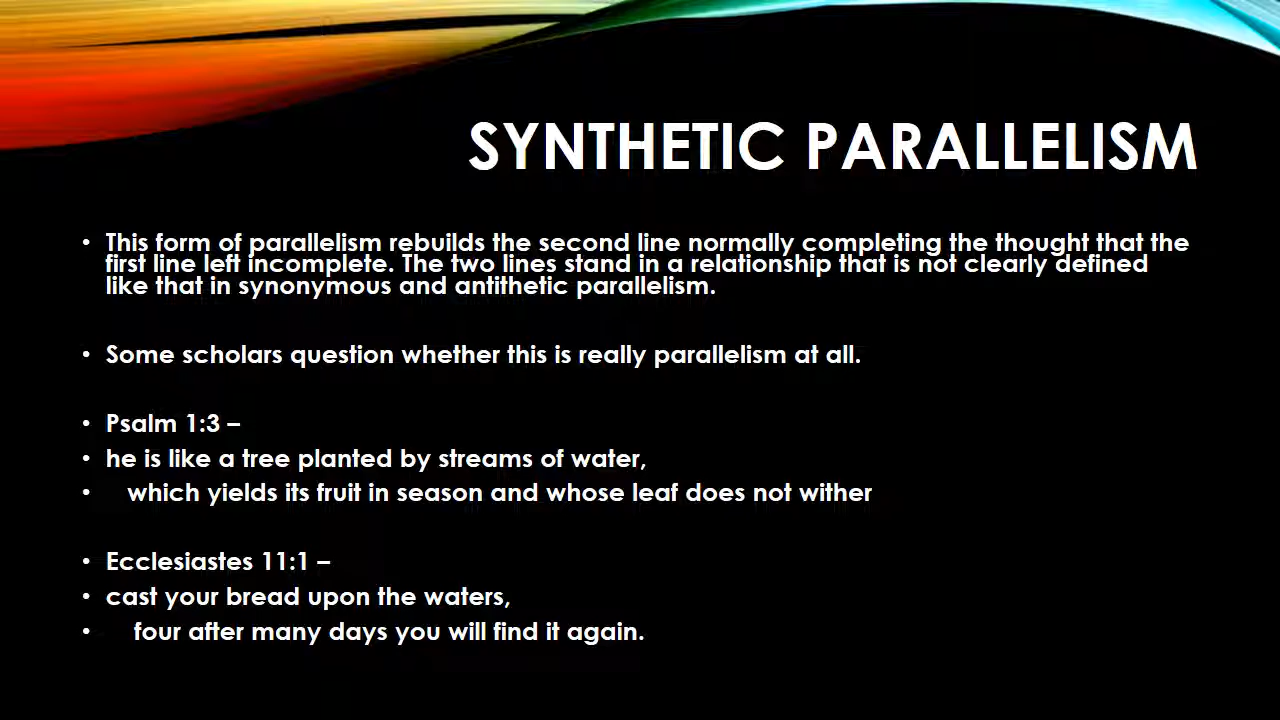 SYNTHETIC PARALLELISM
• This form of parallelism rebuilds the second line normally completing the thought that the
first line left incomplete. The two lines stand in a relationship that is not clearly defined
like that in synonymous and antithetic parallelism.
• Some scholars question whether this is really parallelism at all.
• Psalm 1:3 –
• he is like a tree planted by streams of water,
• which yields its fruit in season and whose leaf does not wither
• Ecclesiastes 11:1 –
• cast your bread upon the waters,
• four after many days you will find it again.